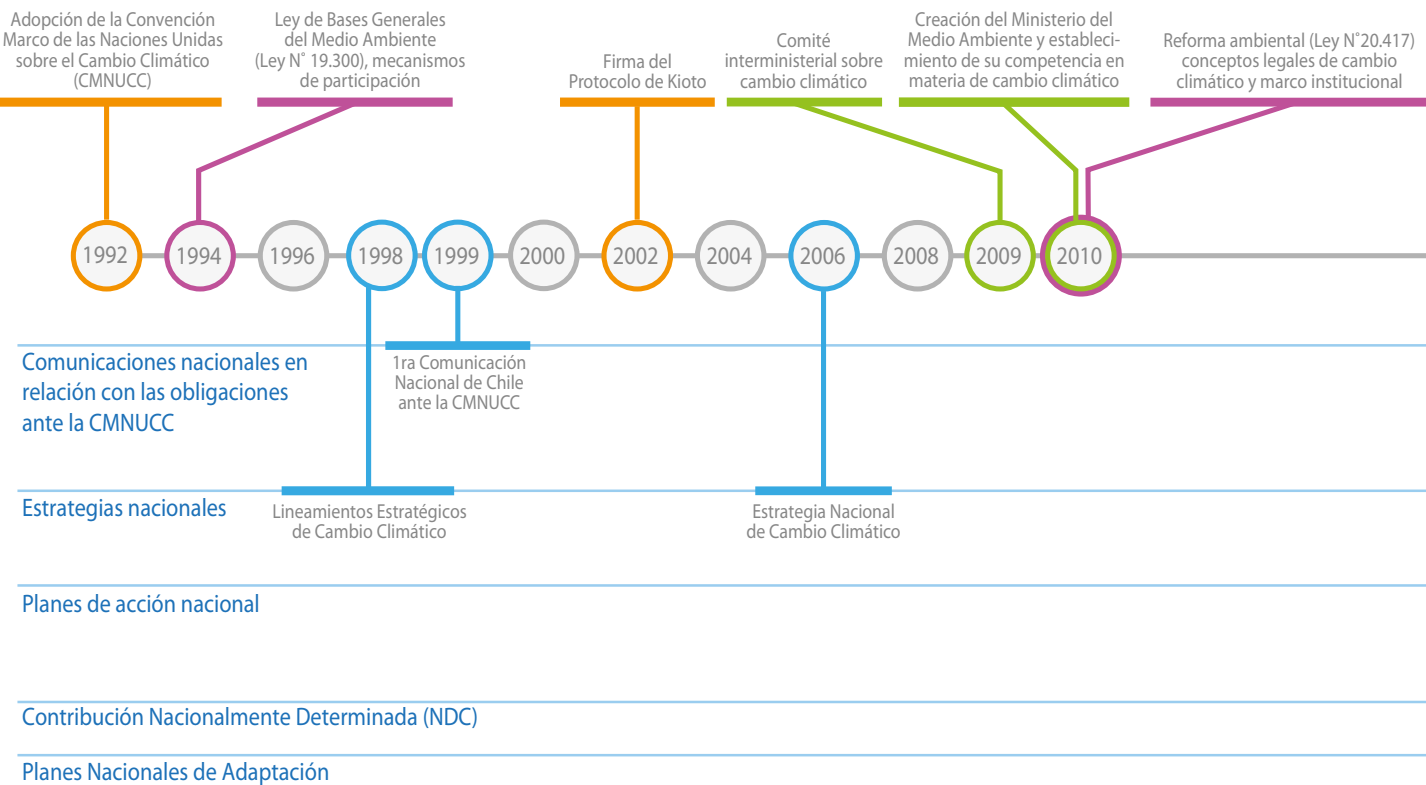 Adopción de la Convención
Marco de las Naciones Unidas
sobre el Cambio Climático
(CMNUCC)
Ley de Bases Generales
del Medio Ambiente
(Ley N° 19.300), mecanismos
de participación
Firma del
Protocolo de Kioto
Comité
interministerial sobre
cambio climático
Creación del Ministerio del
Medio Ambiente y estableci-
miento de su competencia en
materia de cambio climático
Reforma ambiental (Ley N°20.417)
conceptos legales de cambio
climático y marco institucional
1992
1994
1996
1998
1999
2000
2002
2004
2006
2008
2009
2010
Comunicaciones nacionales en
relación con las obligaciones
ante la CMNUCC
1ra Comunicación
Nacional de Chile
ante la CMNUCC
Estrategias nacionales
Lineamientos Estratégicos
de Cambio Climático
Estrategia Nacional
de Cambio Climático
Planes de acción nacional
Contribución Nacionalmente Determinada (NDC)
Planes Nacionales de Adaptación